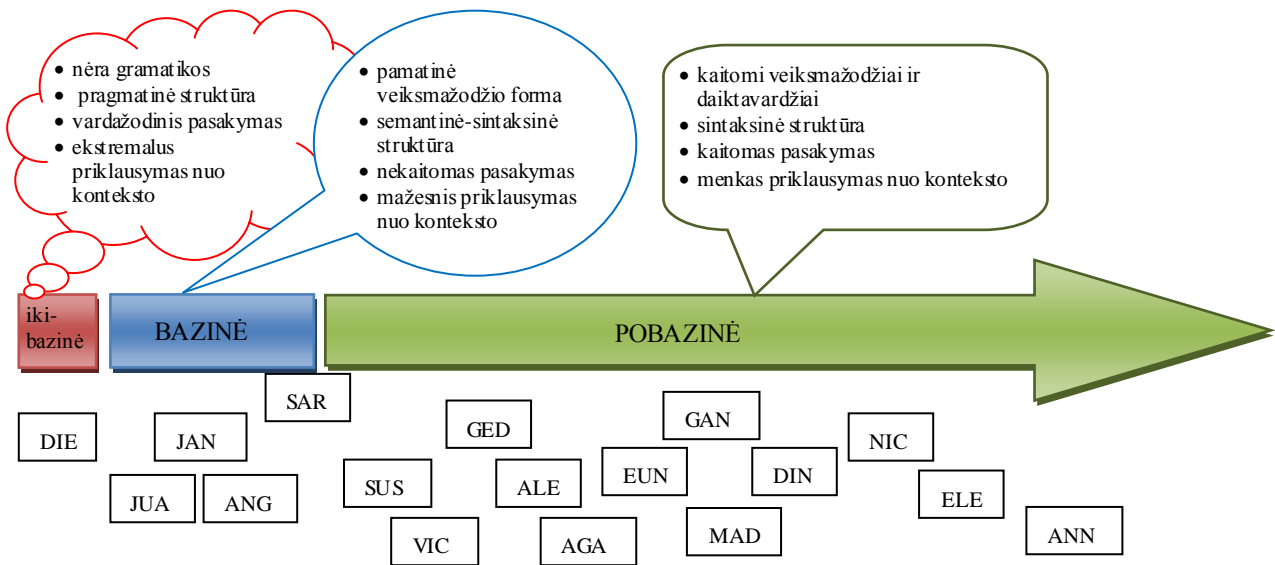 • nėra gramatikos
• pragmatinė struktūra
• vardažodinis pasakymas
• ekstremalus
priklausymas nuo
konteksto
• pamatinė
veiksmažodžio forma
• semantinė-sintaksinė
struktūra
• nekaitomas pasakymas
• mažesnis priklausymas
nuo konteksto
• kaitomi veiksmažodžiai ir
daiktavardžiai
• sintaksinė struktūra
• kaitomas pasakymas
• menkas priklausymas nuo konteksto
iki-
bazinė
BAZINĖ
POBAZINĖ
SAR
DIE
JAN
GED
GAN
NIC
JUA
ANG
SUS
ALE
EUN
DIN
ELE
VIC
AGA
MAD
ANN